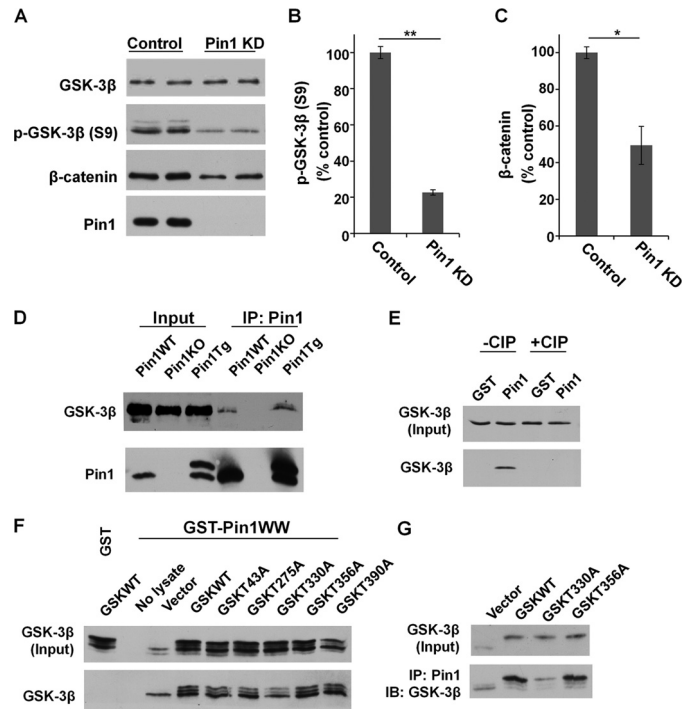 A
Control Pin1 KD
GSK-3β
p-GSK-3β (S9)
β-catenin
Pin1
B
**
p-GSK-3β (S9)
(% control)
100
80
60
40
20
0
Control
Pin1 KD
C
*
β-catenin
(% control)
100
80
60
40
20
0
Control
Pin1 KD
D
Input IP: Pin1
Pin1WT Pin1KO Pin1Tg Pin1WT Pin1KO Pin1Tg
GSK-3β
Pin1
E
-CIP +CIP
GST Pin1 GST Pin1
GSK-3β
(Input)
GSK-3β
F
GST GST-Pin1WW
GSKWT No lysate Vector GSKWT GSKT43A GSKT275A GSKT330A GSKT356A GSKT390A
GSK-3β
(Input)
GSK-3β
G
Vector GSKWT GSKT330A GSKT356A
GSK-3β
(Input)
IP: Pin1
IB: GSK-3β